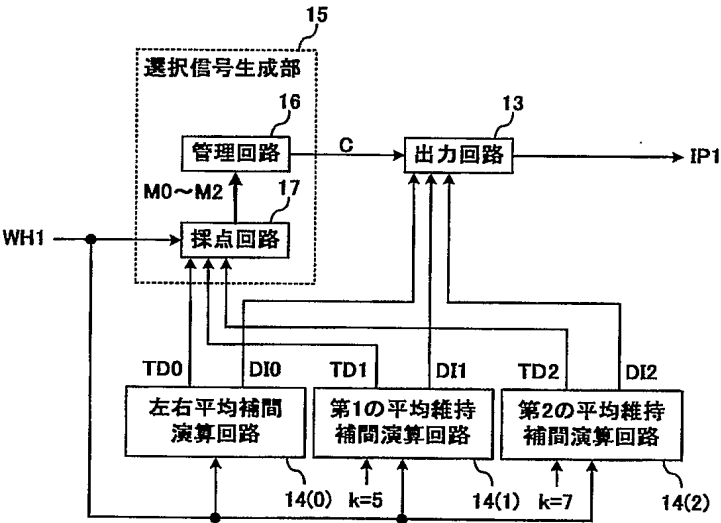 15
選択信号生成部
16
13
管理回路
C
出力回路
IP1
M0～M2
17
WH1
採点回路
TD0
DI0
TD1
DI1
TD2
DI2
左右平均補間
演算回路
第1の平均維持
補間演算回路
第2の平均維持
補間演算回路
14(0)
k=5
14(1)
k=7
14(2)